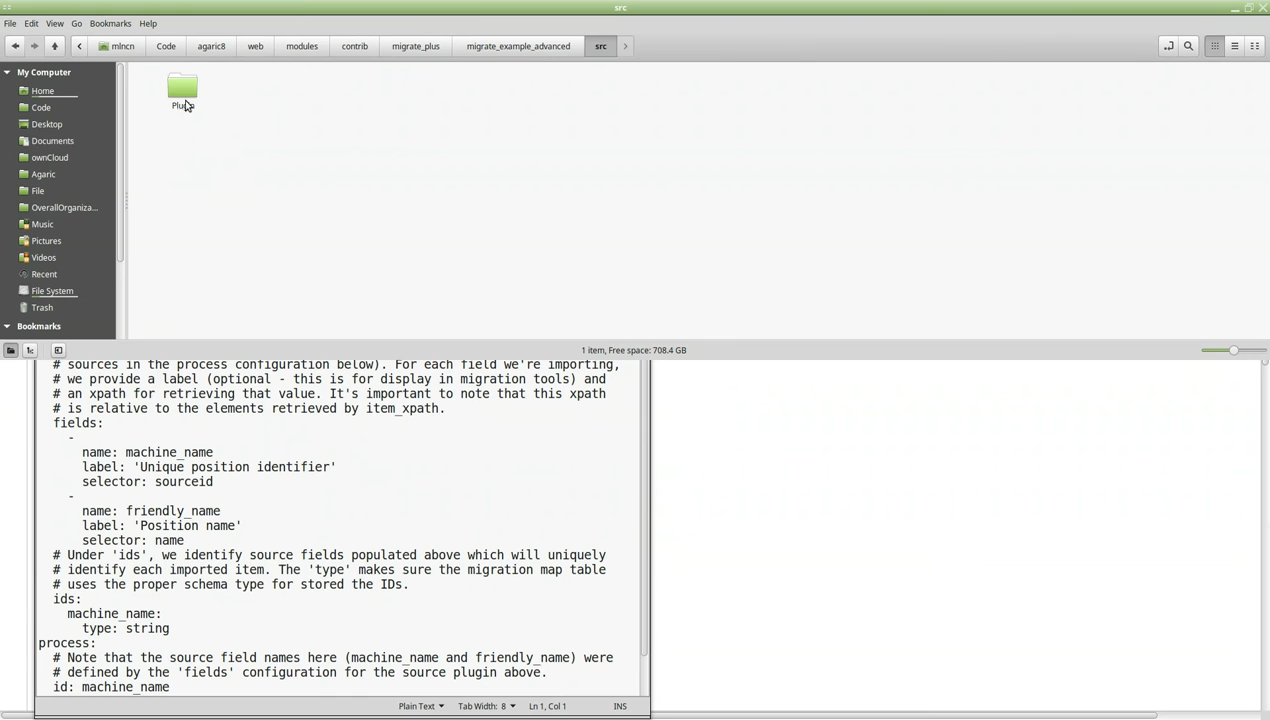 src
File Edit View Go Bookmarks Help
mlncn Code agaric8 web modules contrib migrate_plus migrate_example_advanced src
My Computer
Home
Code
Desktop
Documents
ownCloud
Agaric
File
OverallOrganiza...
Music
Pictures
Videos
Recent
File System
Trash
Bookmarks
1 item, Free space: 708.4 GB
# sources in the process configuration below). For each field we're importing,
# we provide a label (optional - this is for display in migration tools) and
# an xpath for retrieving that value. It's important to note that this xpath
# is relative to the elements retrieved by item_xpath.
fields:
-
name: machine_name
label: 'Unique position identifier'
selector: sourceid
-
name: friendly_name
label: 'Position name'
selector: name
# Under 'ids', we identify source fields populated above which will uniquely
# identify each imported item. The 'type' makes sure the migration map table
# uses the proper schema type for stored the IDs.
ids:
machine_name:
type: string
process:
# Note that the source field names here (machine_name and friendly_name) were
# defined by the 'fields' configuration for the source plugin above.
id: machine_name
Plain Text Tab Width: 8 Ln 1, Col 1 INS